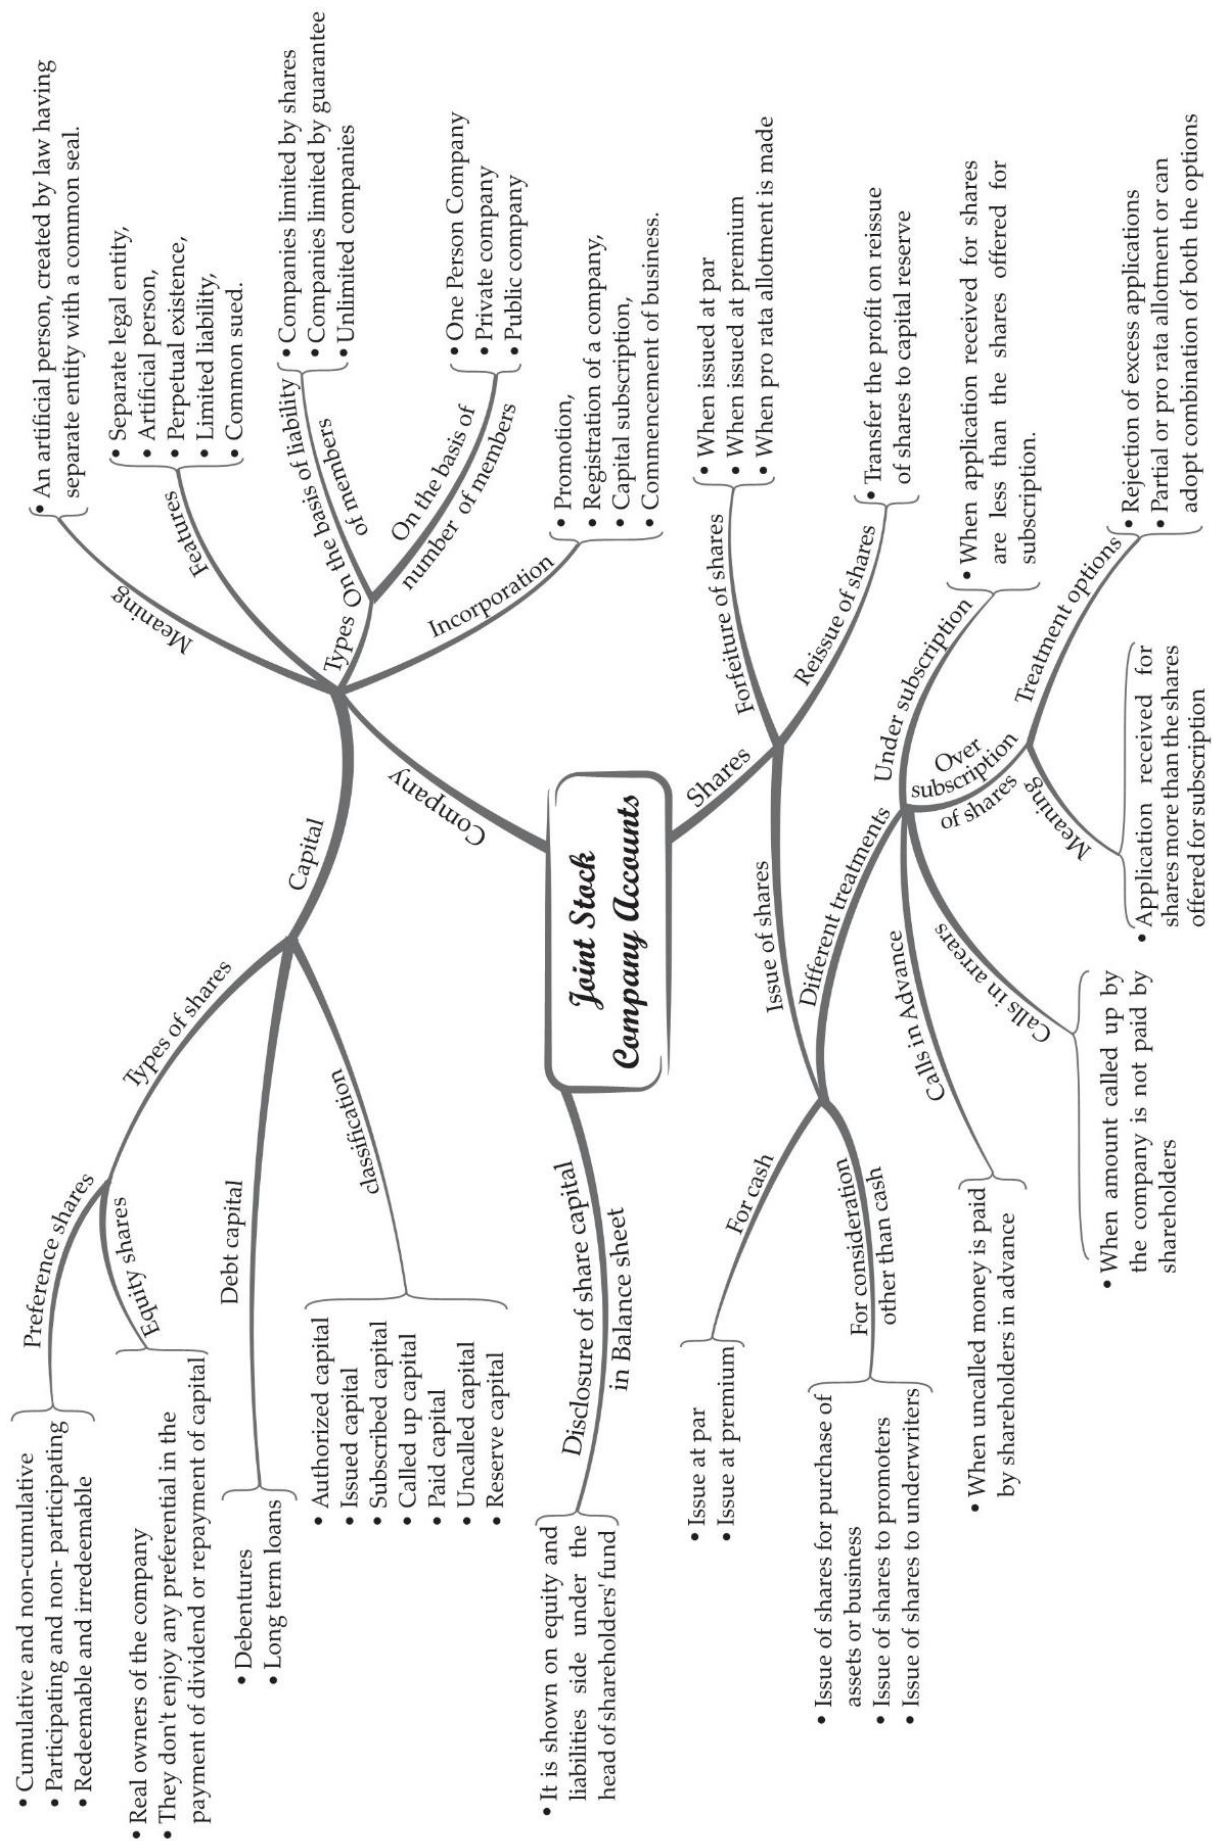 Joint Stock
Company Accounts
Company
Meaning
• An artificial person, created by law having
separate entity with a common seal.
Features
• Separate legal entity,
• Artificial person,
• Perpetual existence,
• Limited liability,
• Common sued.
Types
On the basis of liability
of members
• Companies limited by shares
• Companies limited by guarantee
• Unlimited companies
On the basis of
number of members
• One Person Company
• Private company
• Public company
Incorporation
• Promotion,
• Registration of a company,
• Capital subscription,
• Commencement of business.
Capital
Types of shares
Preference shares
• Cumulative and non-cumulative
• Participating and non- participating
• Redeemable and irredeemable
Equity shares
• Real owners of the company
• They don't enjoy any preferential in the
payment of dividend or repayment of capital
Debt capital
• Debentures
• Long term loans
classification
• Authorized capital
• Issued capital
• Subscribed capital
• Called up capital
• Paid capital
• Uncalled capital
• Reserve capital
Disclosure of share capital
in Balance sheet
• It is shown on equity and
liabilities side under the
head of shareholders' fund
Shares
Forfeiture of shares
• When issued at par
• When issued at premium
• When pro rata allotment is made
Reissue of shares
• Transfer the profit on reissue
of shares to capital reserve
Issue of shares
For cash
• Issue at par
• Issue at premium
For consideration
other than cash
• Issue of shares for purchase of
assets or business
• Issue of shares to promoters
• Issue of shares to underwriters
Different treatments
Under subscription
• When application received for shares
are less than the shares offered for
subscription.
Over
subscription
of shares
Treatment options
• Rejection of excess applications
• Partial or pro rata allotment or can
adopt combination of both the options
Meaning
• Application received for
shares more than the shares
offered for subscription
Calls in Advance
• When uncalled money is paid
by shareholders in advance
Calls in arrears
• When amount called up by
the company is not paid by
shareholders